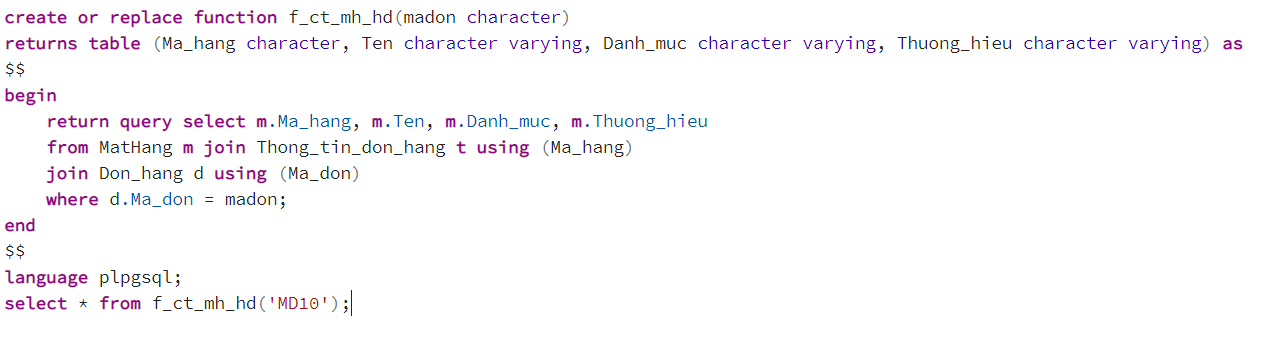 create or replace function f_ct_mh_hd(madon character)
returns table (Ma_hang character, Ten character varying, Danh_muc character varying, Thuong_hieu character varying) as
$$
begin
    return query select m.Ma_hang, m.Ten, m.Danh_muc, m.Thuong_hieu
    from MatHang m join Thong_tin_don_hang t using (Ma_hang)
    join Don_hang d using (Ma_don)
    where d.Ma_don = madon;
end
$$
language plpgsql;
select * from f_ct_mh_hd('MD10');